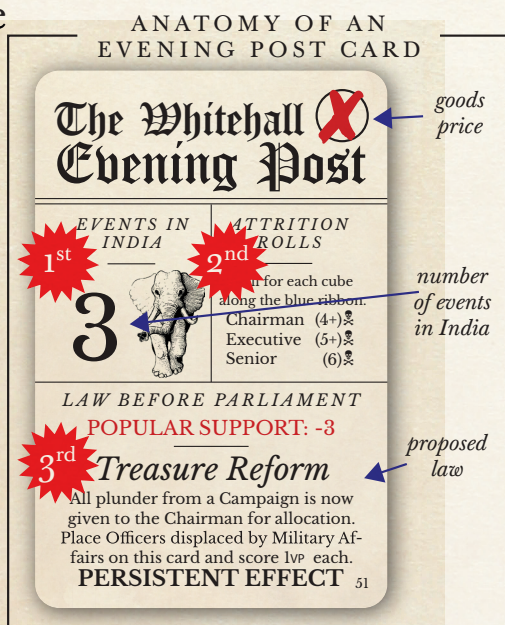 ANATOMY OF AN
EVENING POST CARD
The Whitehall
Evening Post
goods
price
EVENTS IN
INDIA
1st
3
ATTRITION
ROLLS
2nd
for each cube
along the blue ribbon.
Chairman (4+)☠
Executive (5+)☠
Senior (6)☠
number
of events
in India
LAW BEFORE PARLIAMENT
POPULAR SUPPORT: -3
3rd
Treasure Reform
All plunder from a Campaign is now
given to the Chairman for allocation.
Place Officers displaced by Military Af-
fairs on this card and score 1VP each.
PERSISTENT EFFECT 51
proposed
law